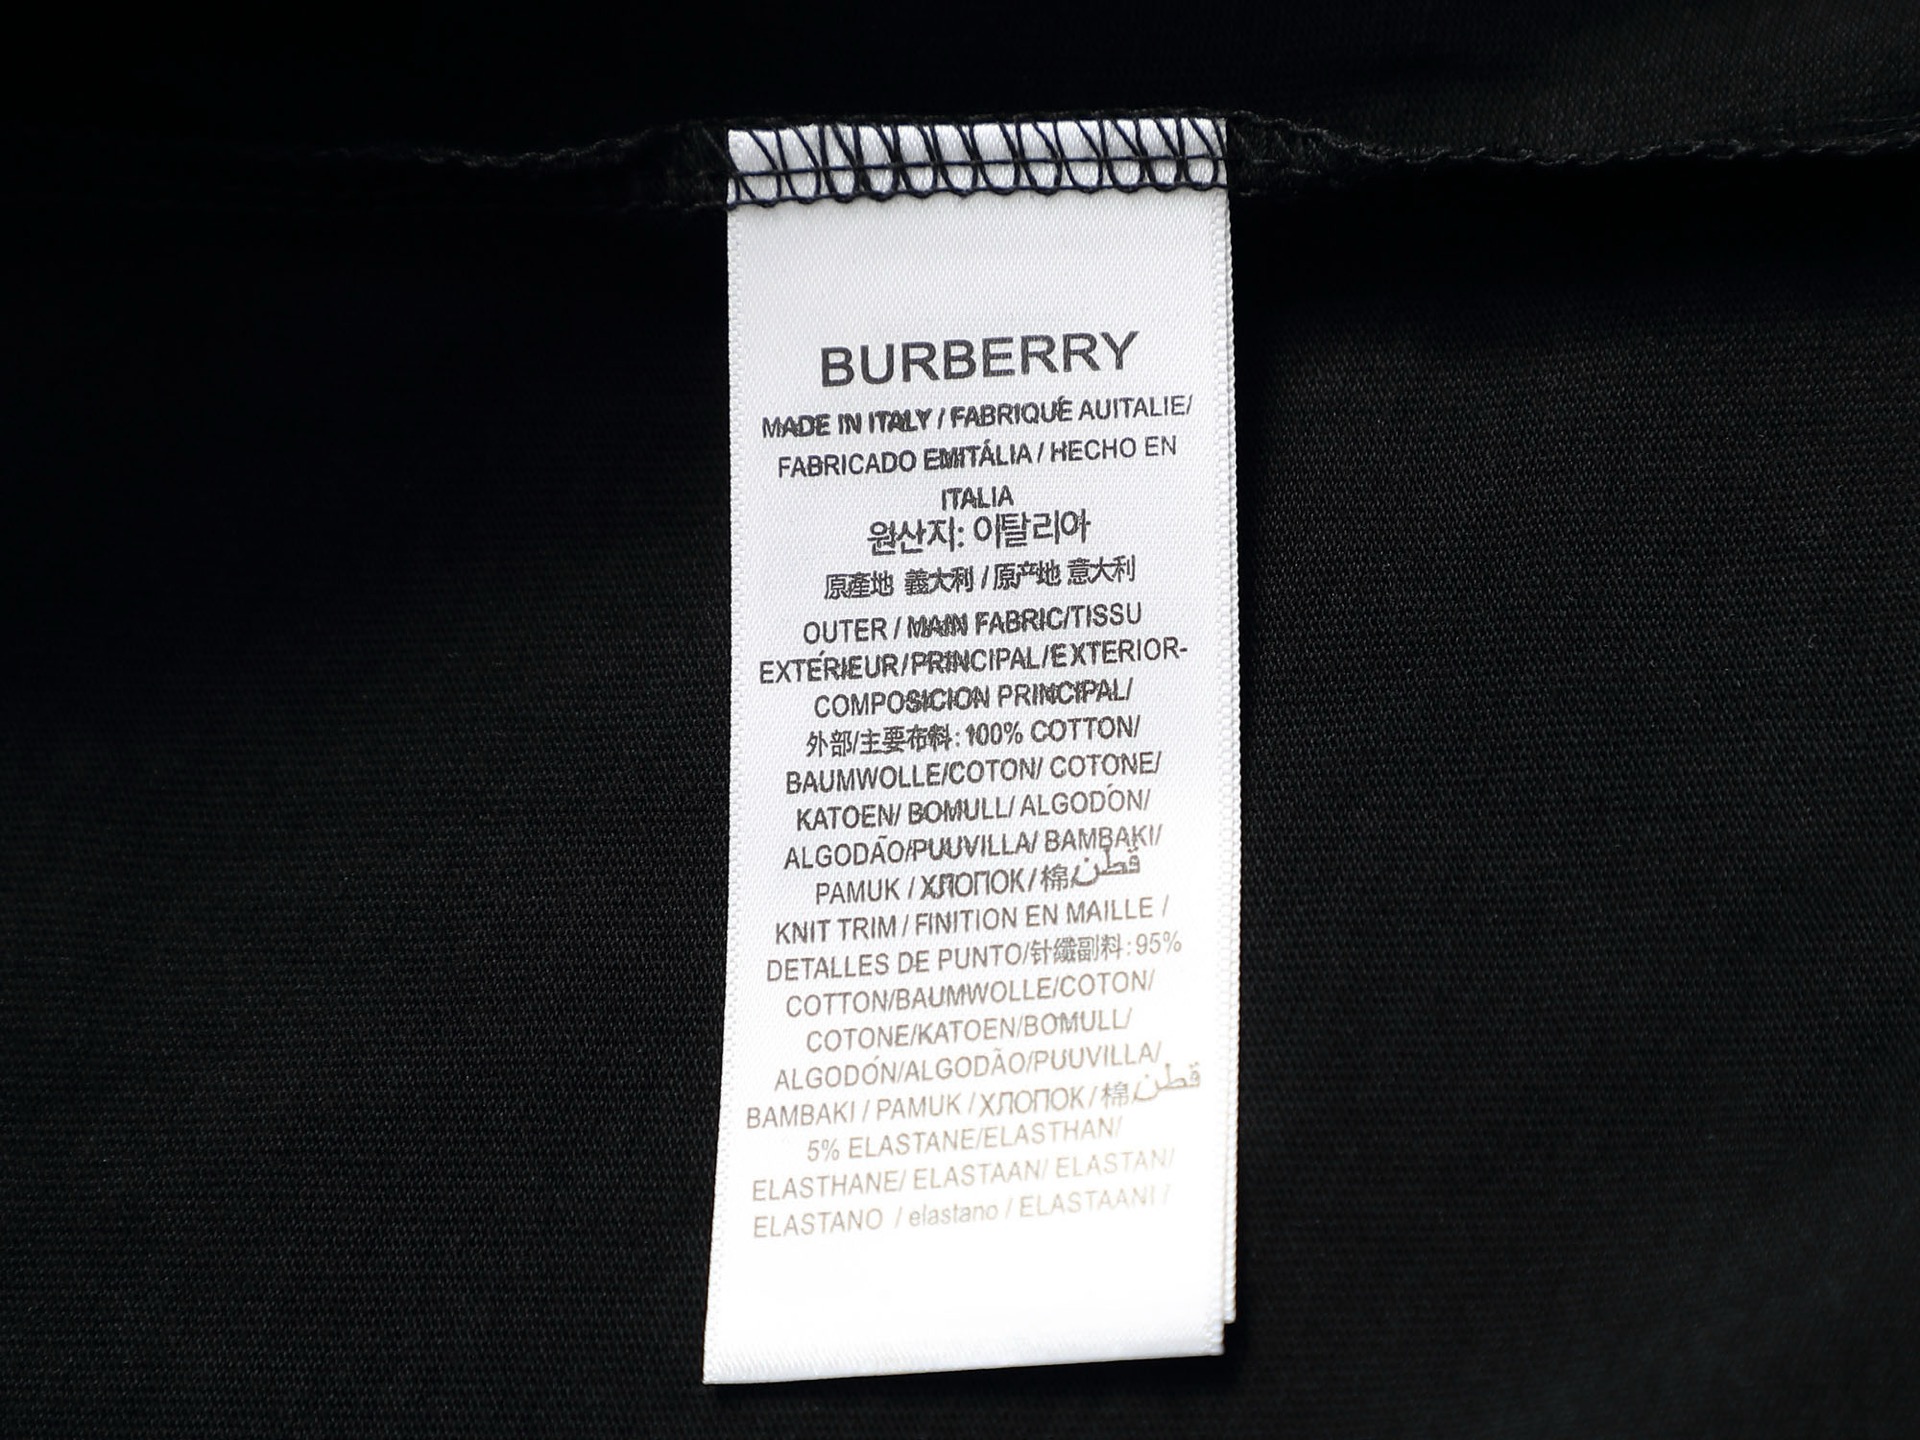 BURBERRY
MADE IN ITALY / FABRIQUÉ AUITALIE/
FABRICADO EMITÁLIA / HECHO EN
ITALIA
원산지: 이탈리아
原產地 義大利 / 原产地 意大利
OUTER / MAIN FABRIC/TISSU
EXTÉRIEUR/PRINCIPAL/EXTERIOR-
COMPOSICION PRINCIPAL/
外部/主要布料: 100% COTTON/
BAUMWOLLE/COTON/ COTONE/
KATOEN/ BOMULL/ ALGODÓN/
ALGODÃO/PUUVILLA/ BAMBAKI/
PAMUK / ХЛОПОК / 棉/قطن
KNIT TRIM / FINITION EN MAILLE /
DETALLES DE PUNTO/针纖副料: 95%
COTTON/BAUMWOLLE/COTON/
COTONE/KATOEN/BOMULL/
ALGODÓN/ALGODÃO/PUUVILLA/
BAMBAKI / PAMUK / ХЛОПОК / 棉/قطن
5% ELASTANE/ELASTHAN/
ELASTHANE/ ELASTAAN/ ELASTAN/
ELASTANO / elastano / ELASTAANI /